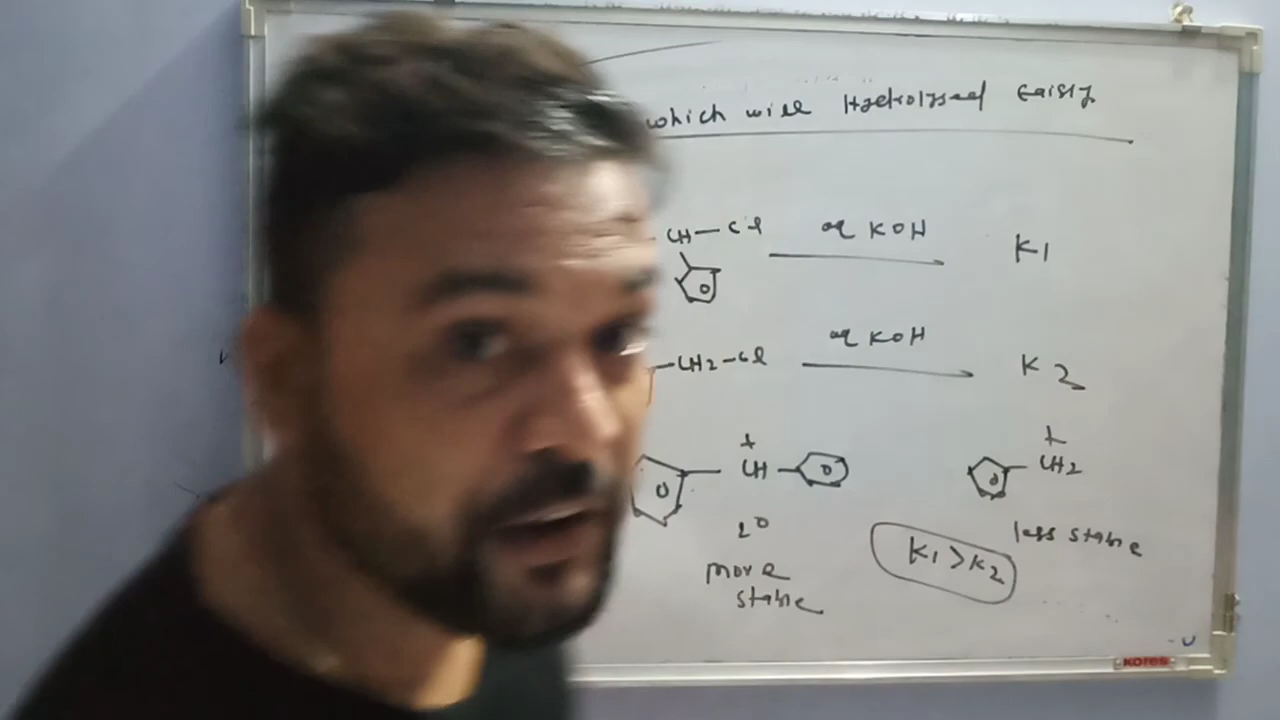 which will Hydrolysed Easily
CH—Cl aq KOH K1
—CH2—Cl aq KOH K2
+ +
CH CH2
2°
less stable
K1>K2
more
stable
kores